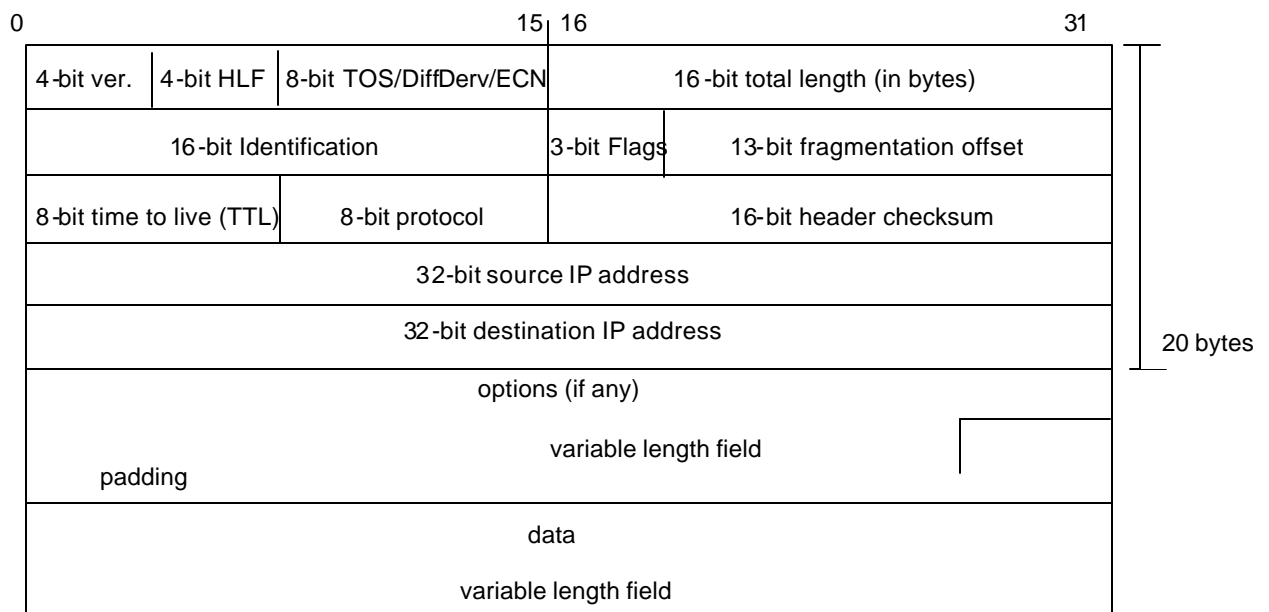 0 15 16 31
4-bit ver. 4-bit HLF 8-bit TOS/DiffDerv/ECN 16-bit total length (in bytes)
16-bit Identification 3-bit Flags 13-bit fragmentation offset
8-bit time to live (TTL) 8-bit protocol 16-bit header checksum
32-bit source IP address
32-bit destination IP address
20 bytes
options (if any)
variable length field
padding
data
variable length field